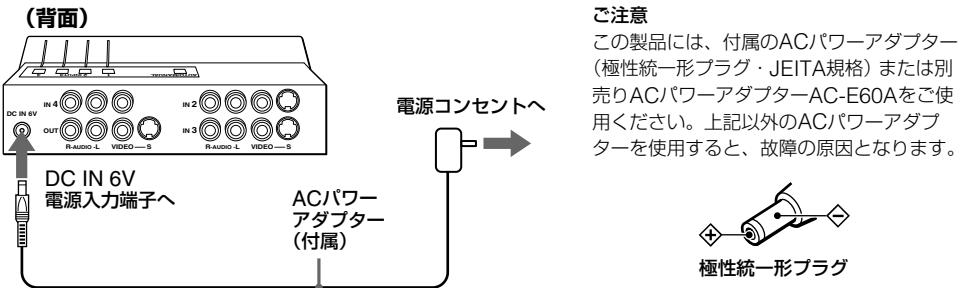 （背面）
DC IN 6V
IN 4
OUT
R-AUDIO -L VIDEO S
IN 2
IN 3
R-AUDIO -L VIDEO S
DC IN 6V
電源入力端子へ
ACパワー
アダプター
（付属）
電源コンセントへ
ご注意
この製品には、付属のACパワーアダプター
（極性統一形プラグ・JEITA規格）または別
売りACパワーアダプターAC-E60Aをご使
用ください。上記以外のACパワーアダプ
ターを使用すると、故障の原因となります。
極性統一形プラグ